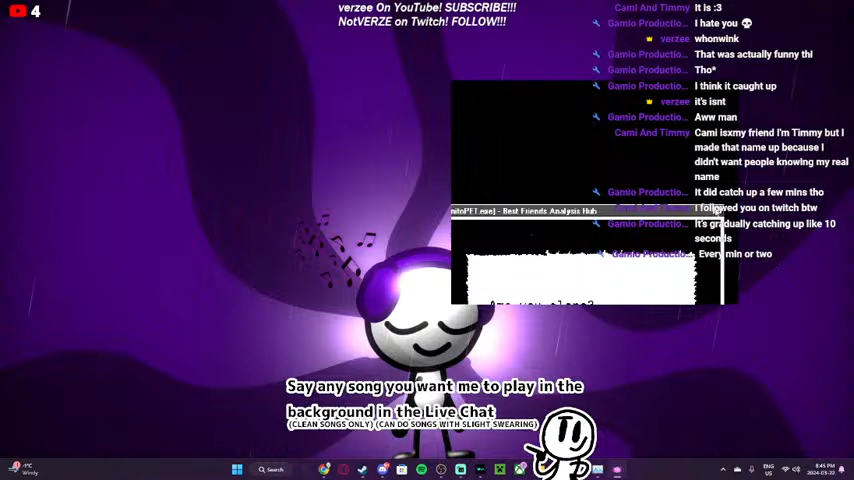 4
verzee On YouTube! SUBSCRIBE!!!
NotVERZE on Twitch! FOLLOW!!!
Cami And Timmy It is :3
Gamio Productio... I hate you 💀
verzee whonwink
Gamio Productio... That was actually funny thi
Gamio Productio... Tho*
Gamio Productio... I think it caught up
verzee it's isnt
Gamio Productio... Aww man
Cami And Timmy Cami isxmy friend I'm Timmy but I
made that name up because I
didn't want people knowing my real
name
Gamio Productio... It did catch up a few mins tho
I followed you on twitch btw
Gamio Productio... It's gradually catching up like 10
seconds
Gamio Productio... Every min or two
PET.exe] - Best Friends Analysis Hub
Are you alone?
Say any song you want me to play in the
background in the Live Chat
(CLEAN SONGS ONLY) (CAN DO SONGS WITH SLIGHT SWEARING)
-1°C
Windy
Search
ENG
US
8:45 PM
2024-03-22